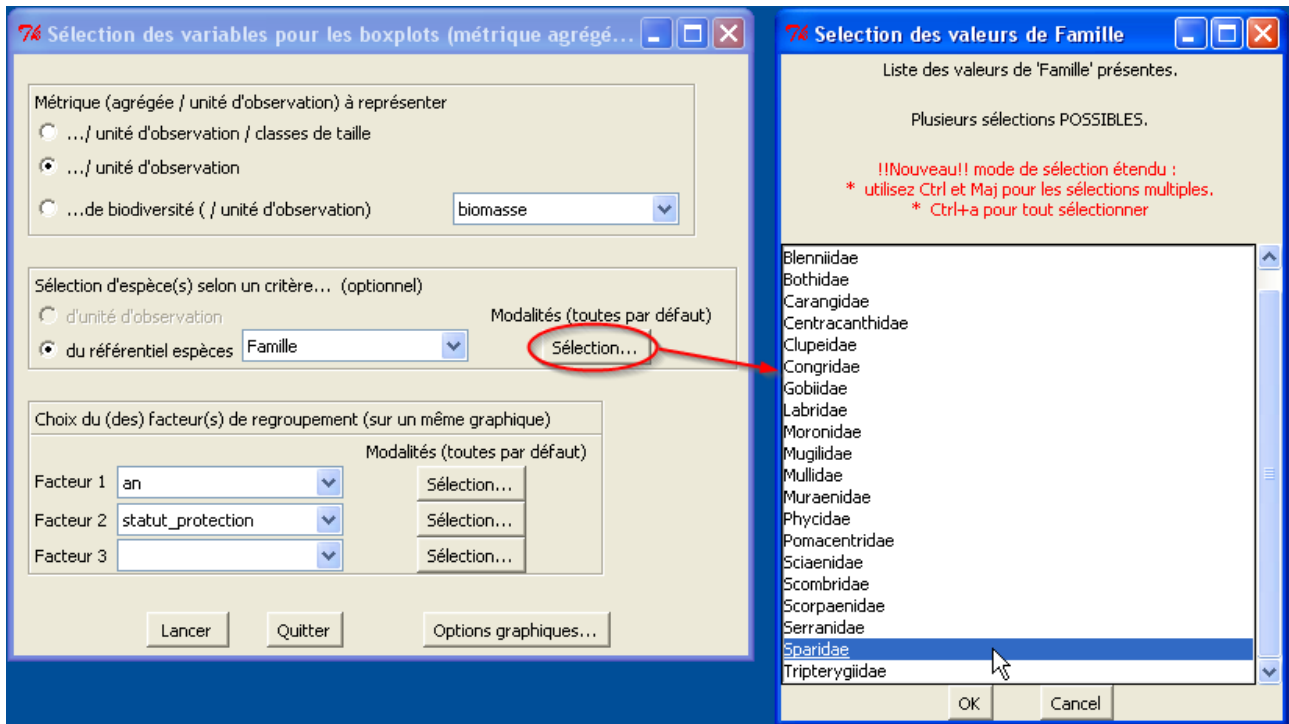 Sélection des variables pour les boxplots (métrique agrégé...
Métrique (agrégée / unité d'observation) à représenter
.../ unité d'observation / classes de taille
.../ unité d'observation
...de biodiversité ( / unité d'observation)
biomasse
Sélection d'espèce(s) selon un critère... (optionnel)
d'unité d'observation
Modalités (toutes par défaut)
du référentiel espèces
Famille
Sélection...
Choix du (des) facteur(s) de regroupement (sur un même graphique)
Modalités (toutes par défaut)
Facteur 1 an Sélection...
Facteur 2 statut_protection Sélection...
Facteur 3 Sélection...
Lancer Quitter Options graphiques...
Selection des valeurs de Famille
Liste des valeurs de 'Famille' présentes.
Plusieurs sélections POSSIBLES.
!!Nouveau!! mode de sélection étendu :
* utilisez Ctrl et Maj pour les sélections multiples.
* Ctrl+a pour tout sélectionner
Blenniidae
Bothidae
Carangidae
Centracanthidae
Clupeidae
Congridae
Gobiidae
Labridae
Moronidae
Mugilidae
Mullidae
Muraenidae
Phycidae
Pomacentridae
Sciaenidae
Scombridae
Scorpaenidae
Serranidae
Sparidae
Tripterygiidae
OK Cancel